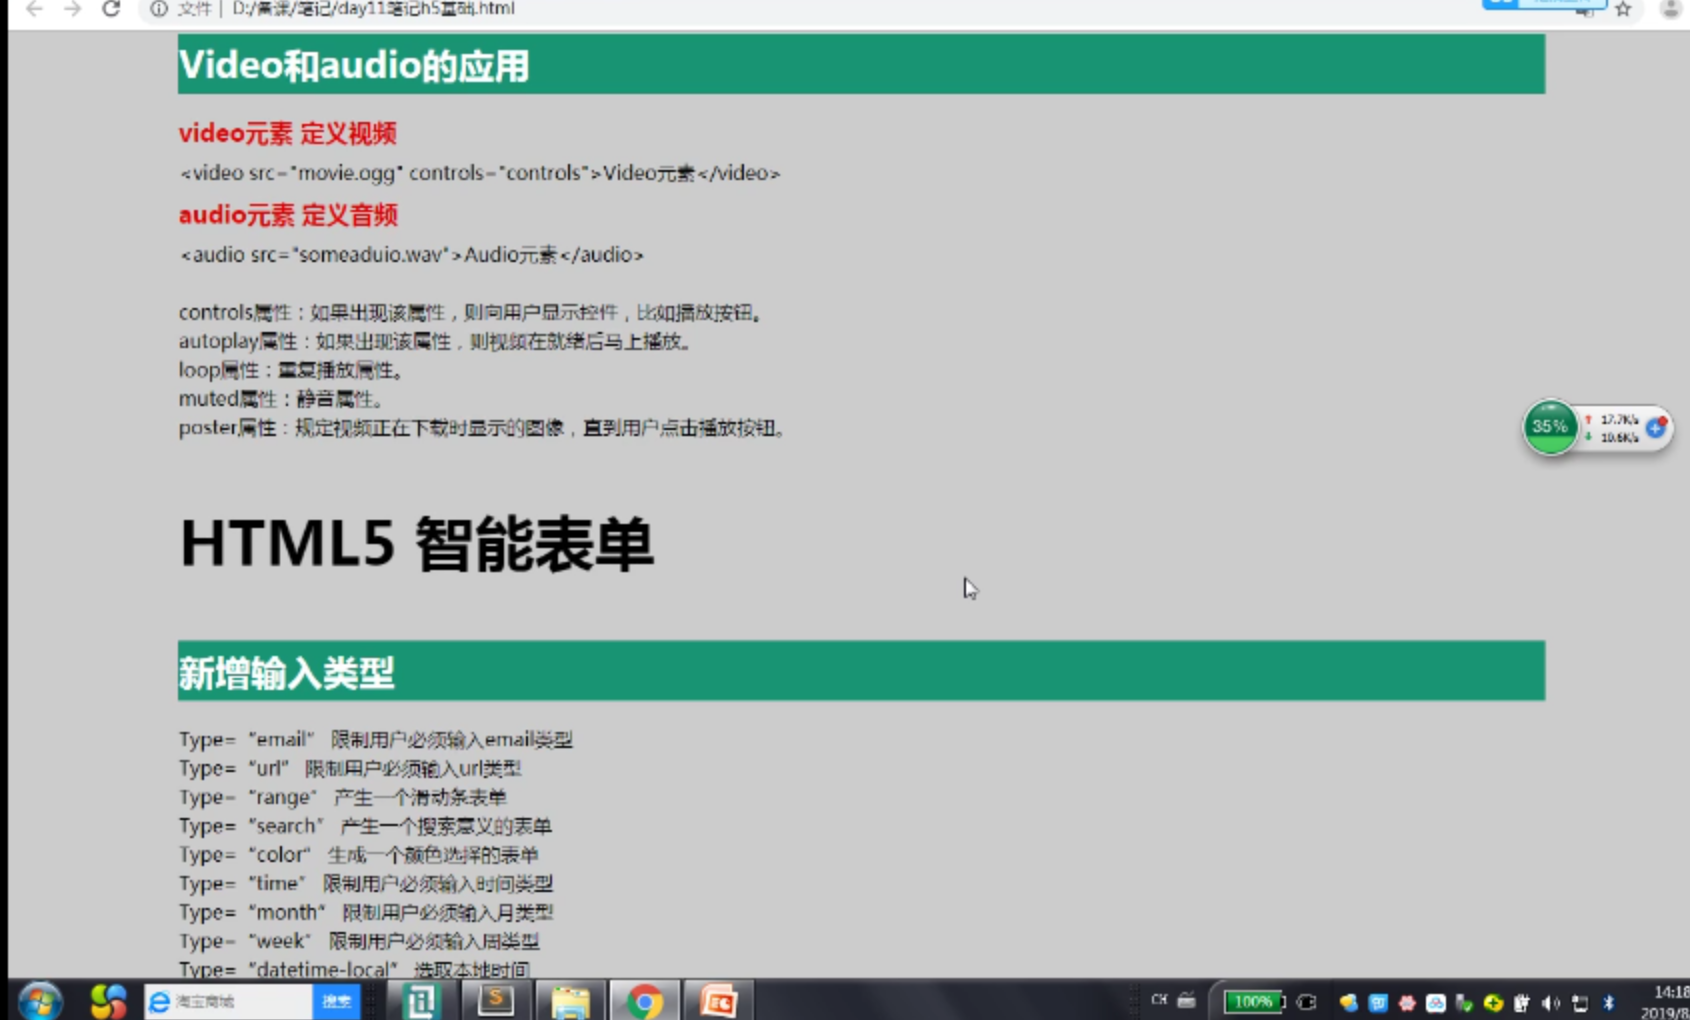 文件 | D:/备课/笔记/day11笔记h5基础.html
Video和audio的应用
video元素 定义视频
<video src="movie.ogg" controls="controls">Video元素</video>
audio元素 定义音频
<audio src="someaduio.wav">Audio元素</audio>
controls属性：如果出现该属性，则向用户显示控件，比如播放按钮。
autoplay属性：如果出现该属性，则视频在就绪后马上播放。
loop属性：重复播放属性。
muted属性：静音属性。
poster属性：规定视频正在下载时显示的图像，直到用户点击播放按钮。
35%
17.7K/s
10.6K/s
HTML5 智能表单
新增输入类型
Type= “email” 限制用户必须输入email类型
Type= “url” 限制用户必须输入url类型
Type= “range” 产生一个滑动条表单
Type= “search” 产生一个搜索意义的表单
Type= “color” 生成一个颜色选择的表单
Type= “time” 限制用户必须输入时间类型
Type= “month” 限制用户必须输入月类型
Type= “week” 限制用户必须输入周类型
Type= “datetime-local” 选取本地时间
淘宝商城 搜索
CH 100% 14:18
2019/8